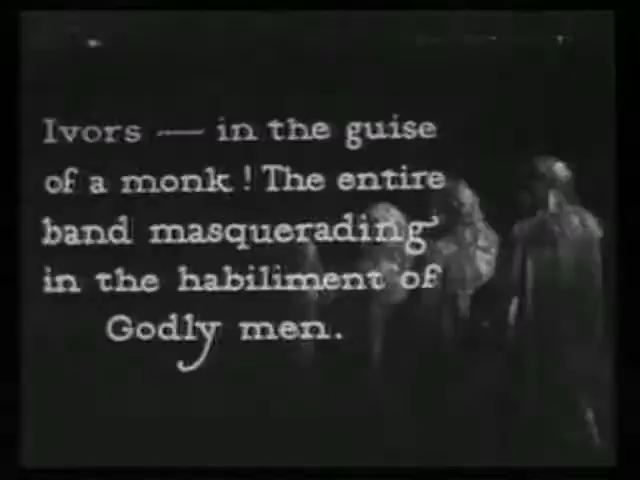 Ivors — in the guise
of a monk! The entire
band masquerading
in the habiliment of
Godly men.